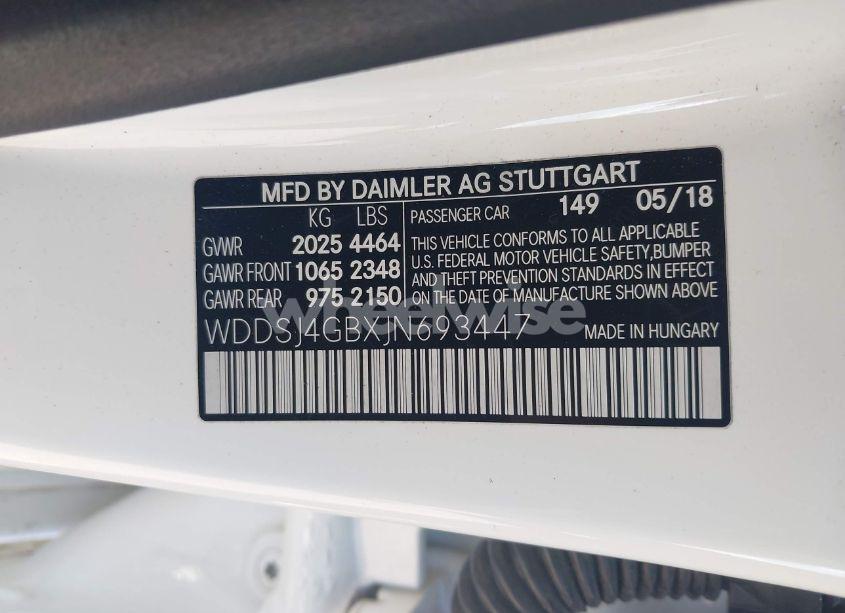 MFD BY DAIMLER AG STUTTGART
KG LBS
GVWR 2025 4464
GAWR FRONT 1065 2348
GAWR REAR 975 2150
PASSENGER CAR 149 05/18
THIS VEHICLE CONFORMS TO ALL APPLICABLE
U.S. FEDERAL MOTOR VEHICLE SAFETY,BUMPER
AND THEFT PREVENTION STANDARDS IN EFFECT
ON THE DATE OF MANUFACTURE SHOWN ABOVE
wheelwise
WDDSJ4GBXJN693447 MADE IN HUNGARY